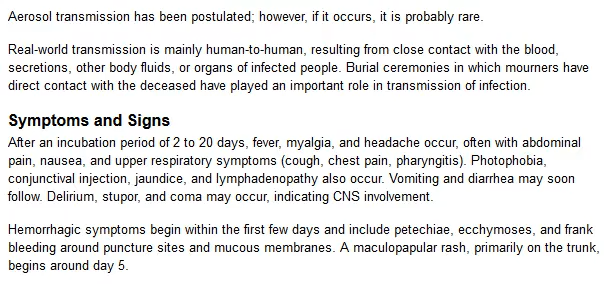 Aerosol transmission has been postulated; however, if it occurs, it is probably rare.
Real-world transmission is mainly human-to-human, resulting from close contact with the blood,
secretions, other body fluids, or organs of infected people. Burial ceremonies in which mourners have
direct contact with the deceased have played an important role in transmission of infection.
Symptoms and Signs
After an incubation period of 2 to 20 days, fever, myalgia, and headache occur, often with abdominal
pain, nausea, and upper respiratory symptoms (cough, chest pain, pharyngitis). Photophobia,
conjunctival injection, jaundice, and lymphadenopathy also occur. Vomiting and diarrhea may soon
follow. Delirium, stupor, and coma may occur, indicating CNS involvement.
Hemorrhagic symptoms begin within the first few days and include petechiae, ecchymoses, and frank
bleeding around puncture sites and mucous membranes. A maculopapular rash, primarily on the trunk,
begins around day 5.